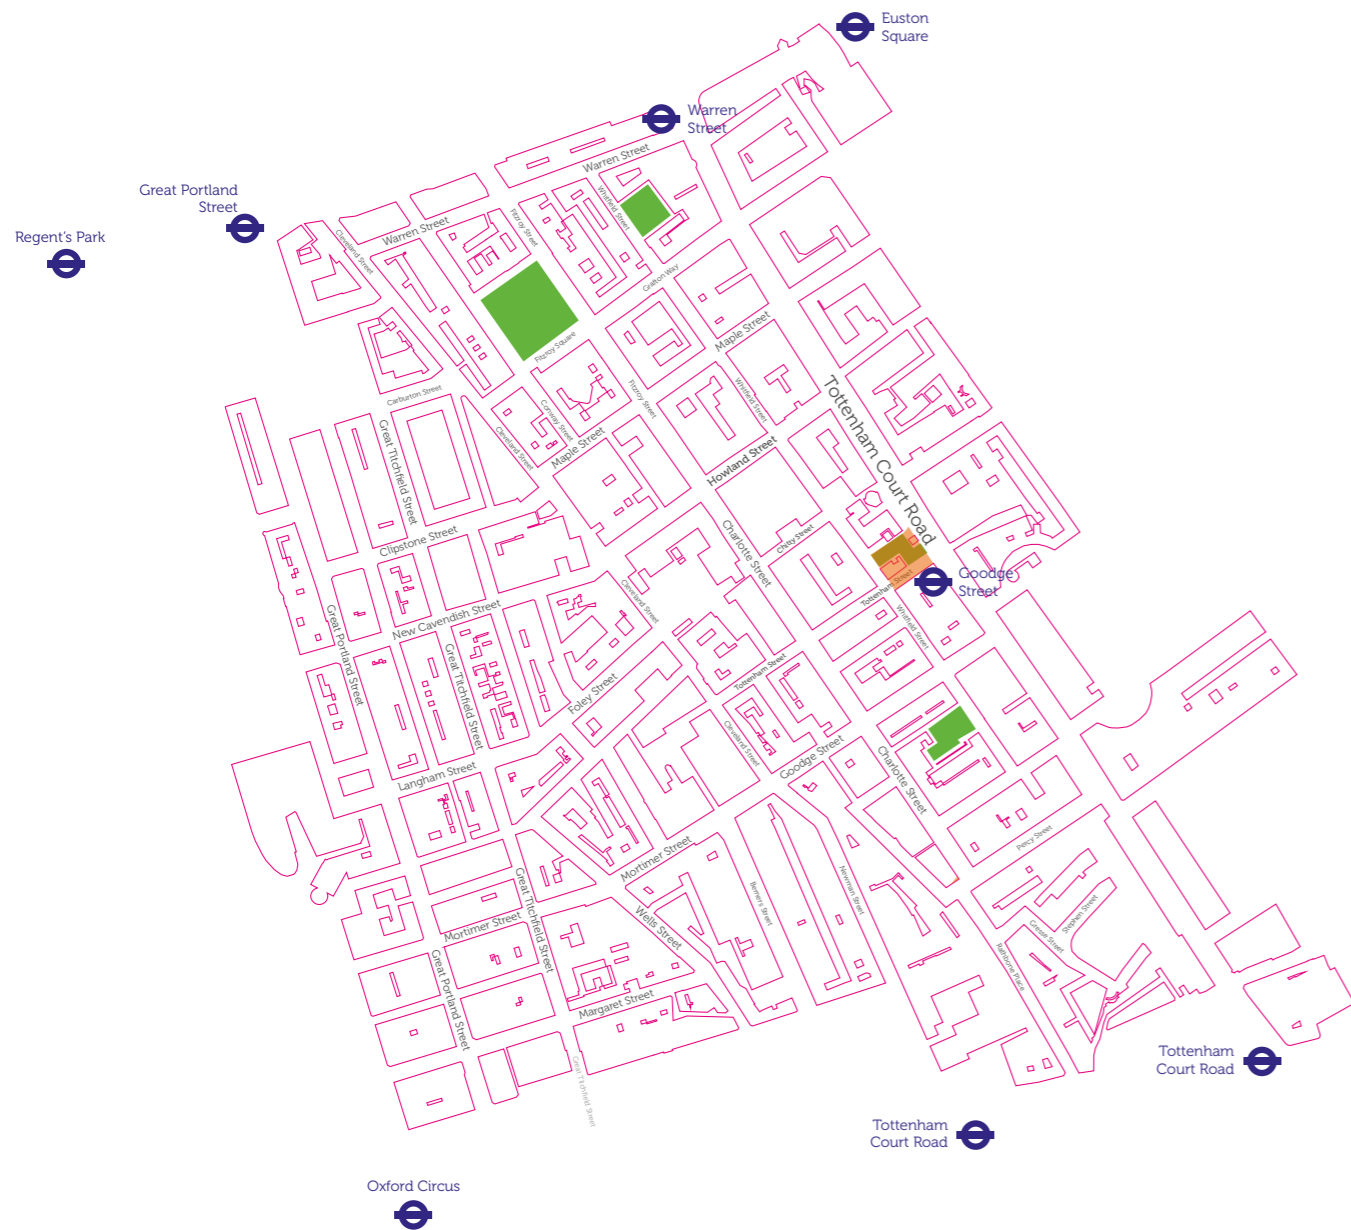 Euston
Square
Warren
Street
Warren Street
Great Portland
Street
Whitfield Street
Fitzroy Street
Warren Street
Cleveland Street
Regent's Park
Grafton Way
Maple Street
Fitzroy Square
Tottenham Court Road
Whitfield Street
Fitzroy Street
Carburton Street
Conway Street
Great Titchfield Street
Cleveland Street
Maple Street
Howland Street
Clipstone Street
Charlotte Street
Chitty Street
Goodge
Street
Tottenham Street
Cleveland Street
Whitfield Street
New Cavendish Street
Great Portland Street
Great Titchfield Street
Tottenham Street
Foley Street
Cleveland Street
Goodge Street
Charlotte Street
Langham Street
Percy Street
Mortimer Street
Newman Street
Berners Street
Great Titchfield Street
Wells Street
Stephen Street
Gresse Street
Mortimer Street
Rathbone Place
Great Portland Street
Margaret Street
Great Titchfield Street
Tottenham
Court Road
Tottenham
Court Road
Oxford Circus